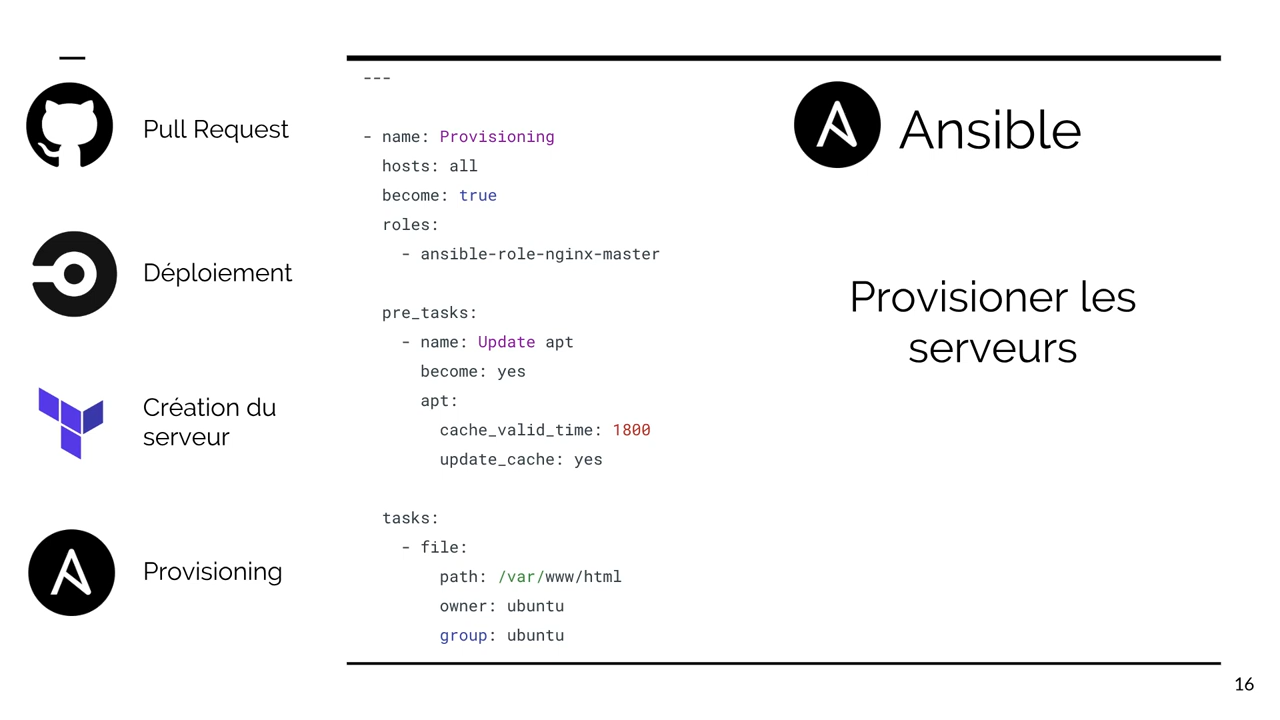 Pull Request
Déploiement
Création du
serveur
Provisioning
---
- name: Provisioning
  hosts: all
  become: true
  roles:
    - ansible-role-nginx-master
  pre_tasks:
    - name: Update apt
      become: yes
      apt:
        cache_valid_time: 1800
        update_cache: yes
  tasks:
    - file:
        path: /var/www/html
        owner: ubuntu
        group: ubuntu
Ansible
Provisioner les
serveurs
16